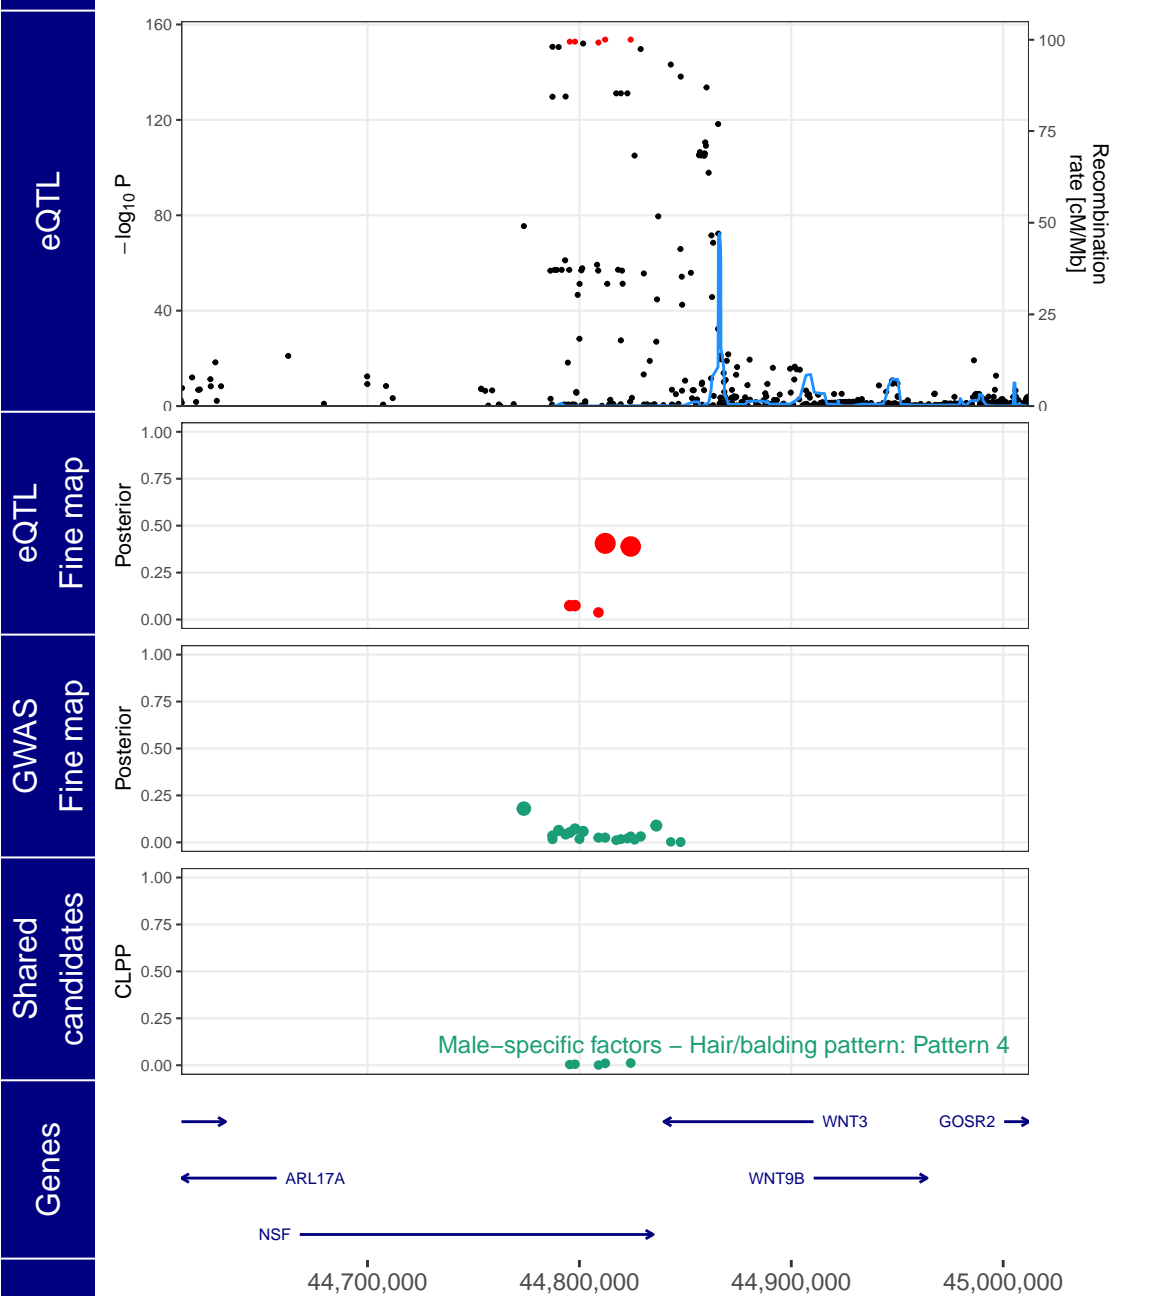 eQTL
160
120
80
40
0
−log10 P
100
75
50
25
0
Recombination
rate [cM/Mb]
eQTL
Fine map
1.00
0.75
0.50
0.25
0.00
Posterior
GWAS
Fine map
1.00
0.75
0.50
0.25
0.00
Posterior
Shared
candidates
1.00
0.75
0.50
0.25
0.00
CLPP
Male−specific factors − Hair/balding pattern: Pattern 4
Genes
WNT3 GOSR2
ARL17A WNT9B
NSF
44,700,000 44,800,000 44,900,000 45,000,000